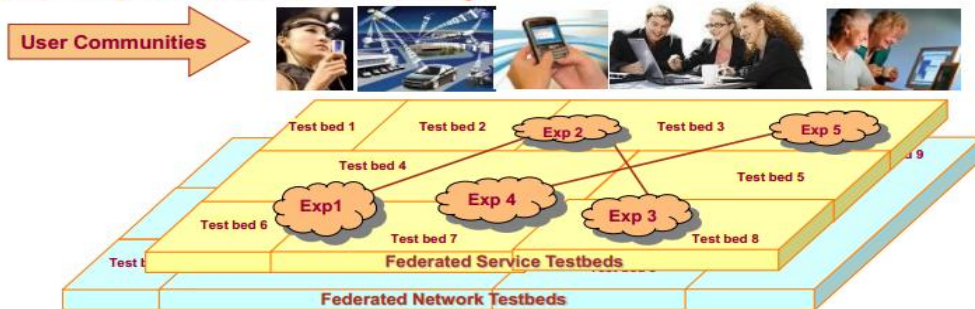 User Communities
Test bed 1
Test bed 2
Exp 2
Test bed 3
Exp 5
Test bed 4
Test bed 5
9
Exp1
Exp 4
Exp 3
Test bed 6
Test bed 7
Test bed 8
Test
Federated Service Testbeds
Federated Network Testbeds